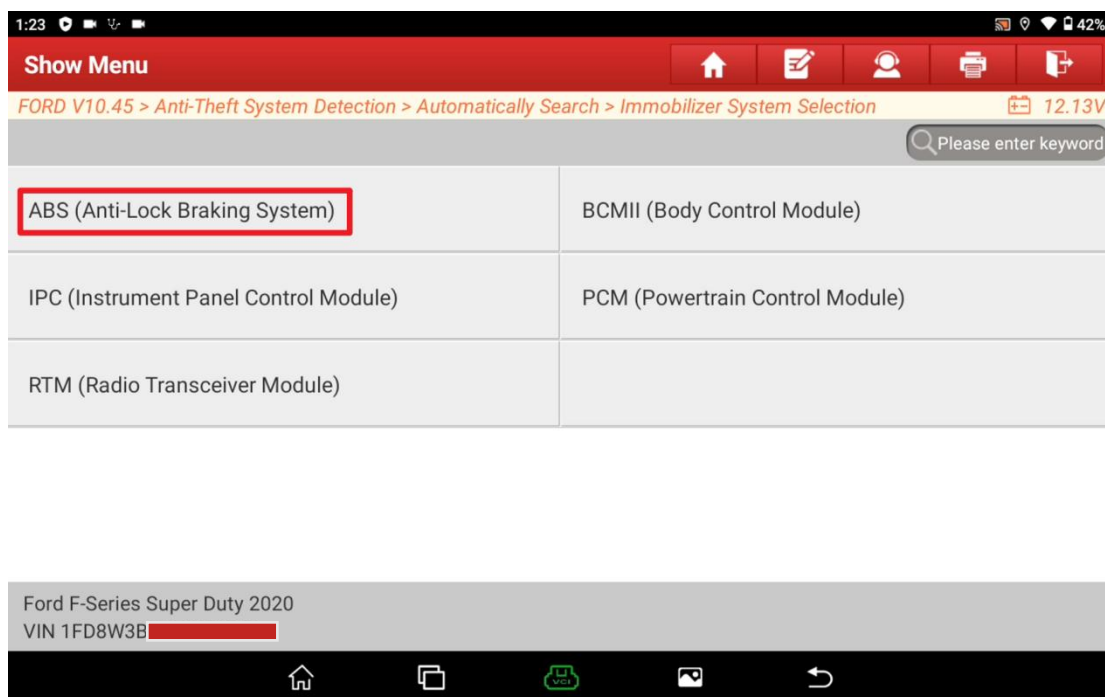 1:23
42%
Show Menu
FORD V10.45 > Anti-Theft System Detection > Automatically Search > Immobilizer System Selection
12.13V
Please enter keyword
ABS (Anti-Lock Braking System)
BCMII (Body Control Module)
IPC (Instrument Panel Control Module)
PCM (Powertrain Control Module)
RTM (Radio Transceiver Module)
Ford F-Series Super Duty 2020
VIN 1FD8W3B
VCI